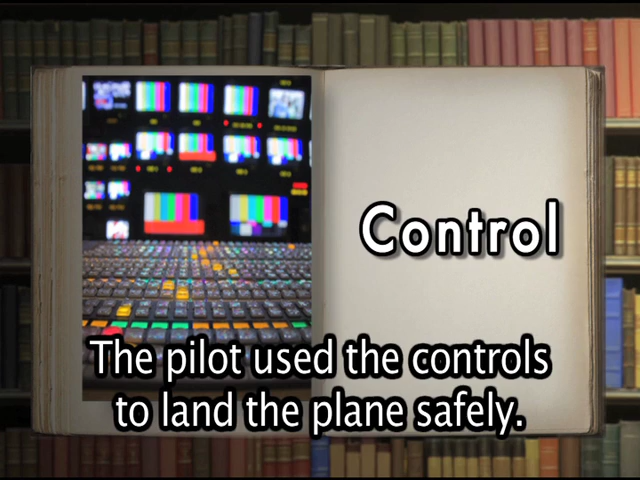 Control
The pilot used the controls
to land the plane safely.